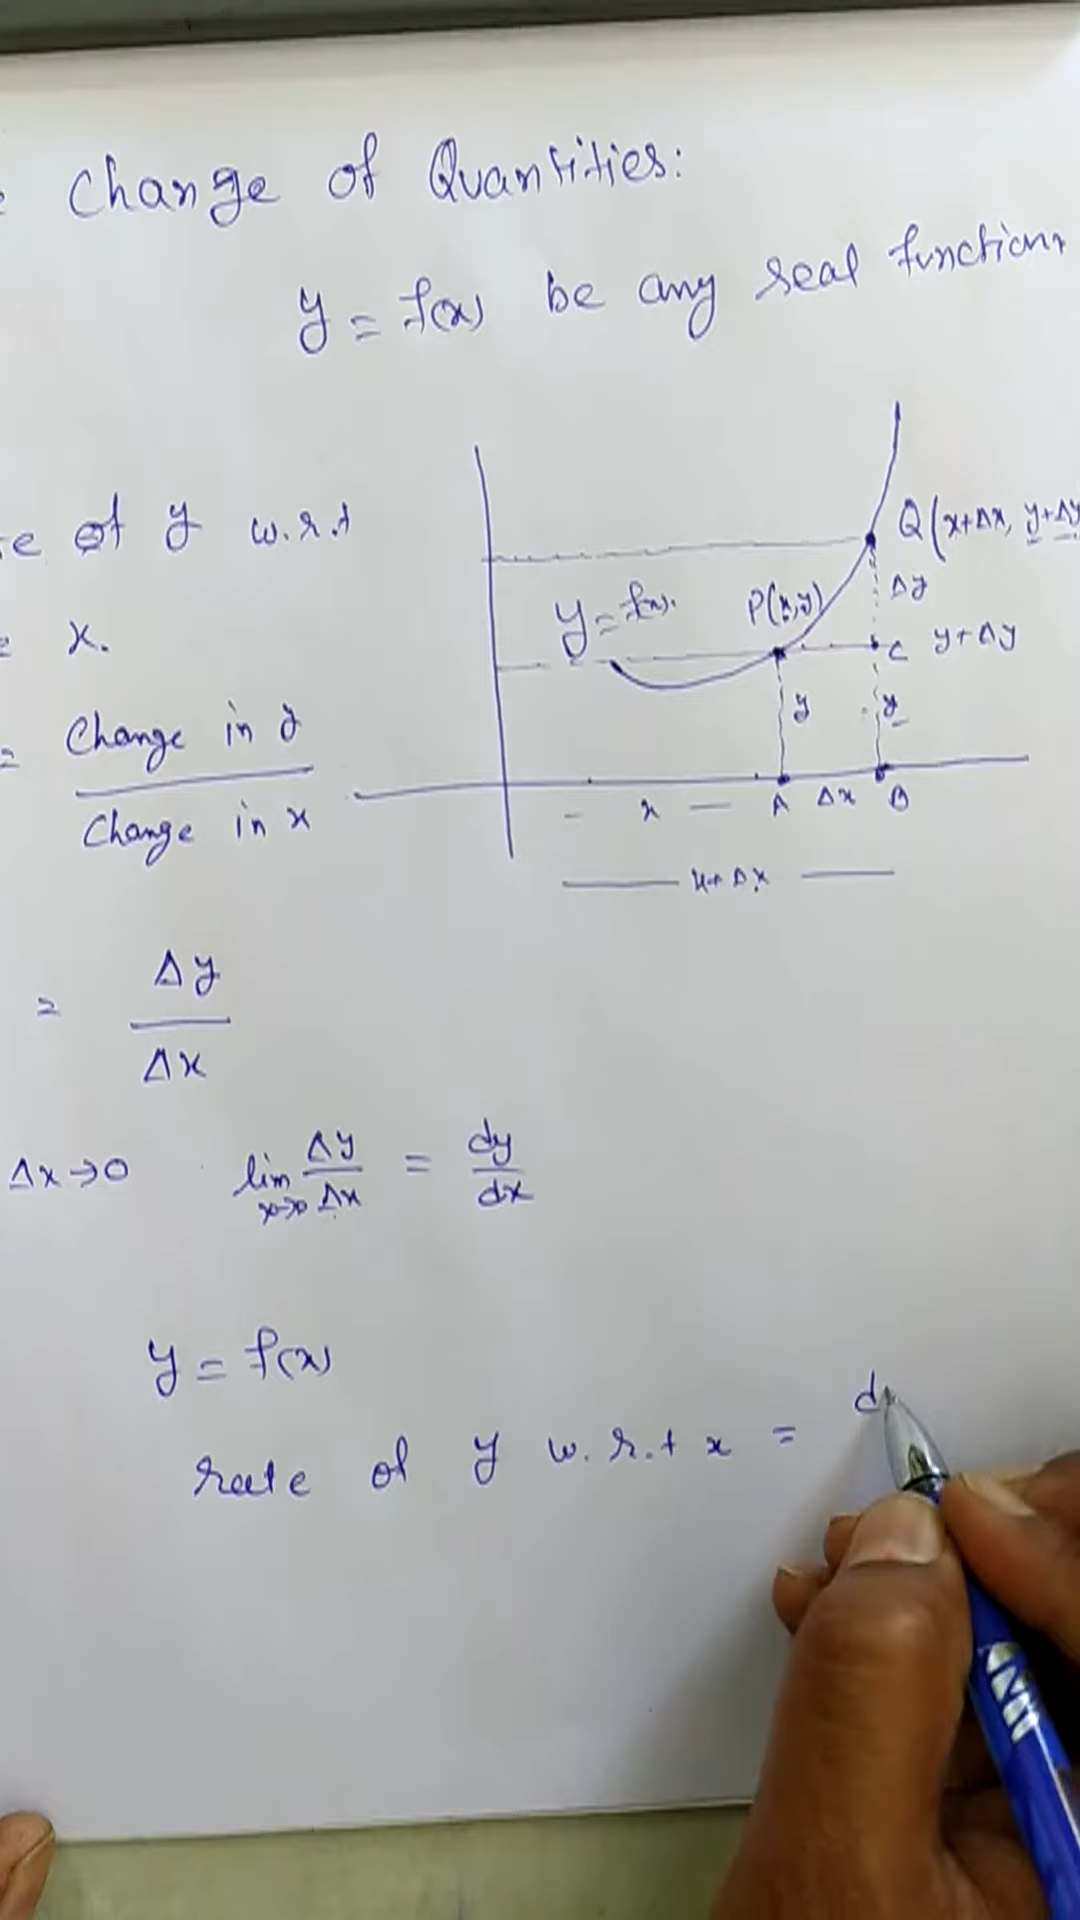 Change of Quantities:
y = f(x) be any real function,
of y w.r.t
x.
= Change in y
Change in x
= Δy
Δx
Δx→0 lim Δy/Δx = dy/dx
y = f(x)
rate of y w.r.t x =
y = f(x).
P(x,y)
Q(x+Δx, y+Δy
Δy
C y+Δy
y y
x A Δx B
x+Δx